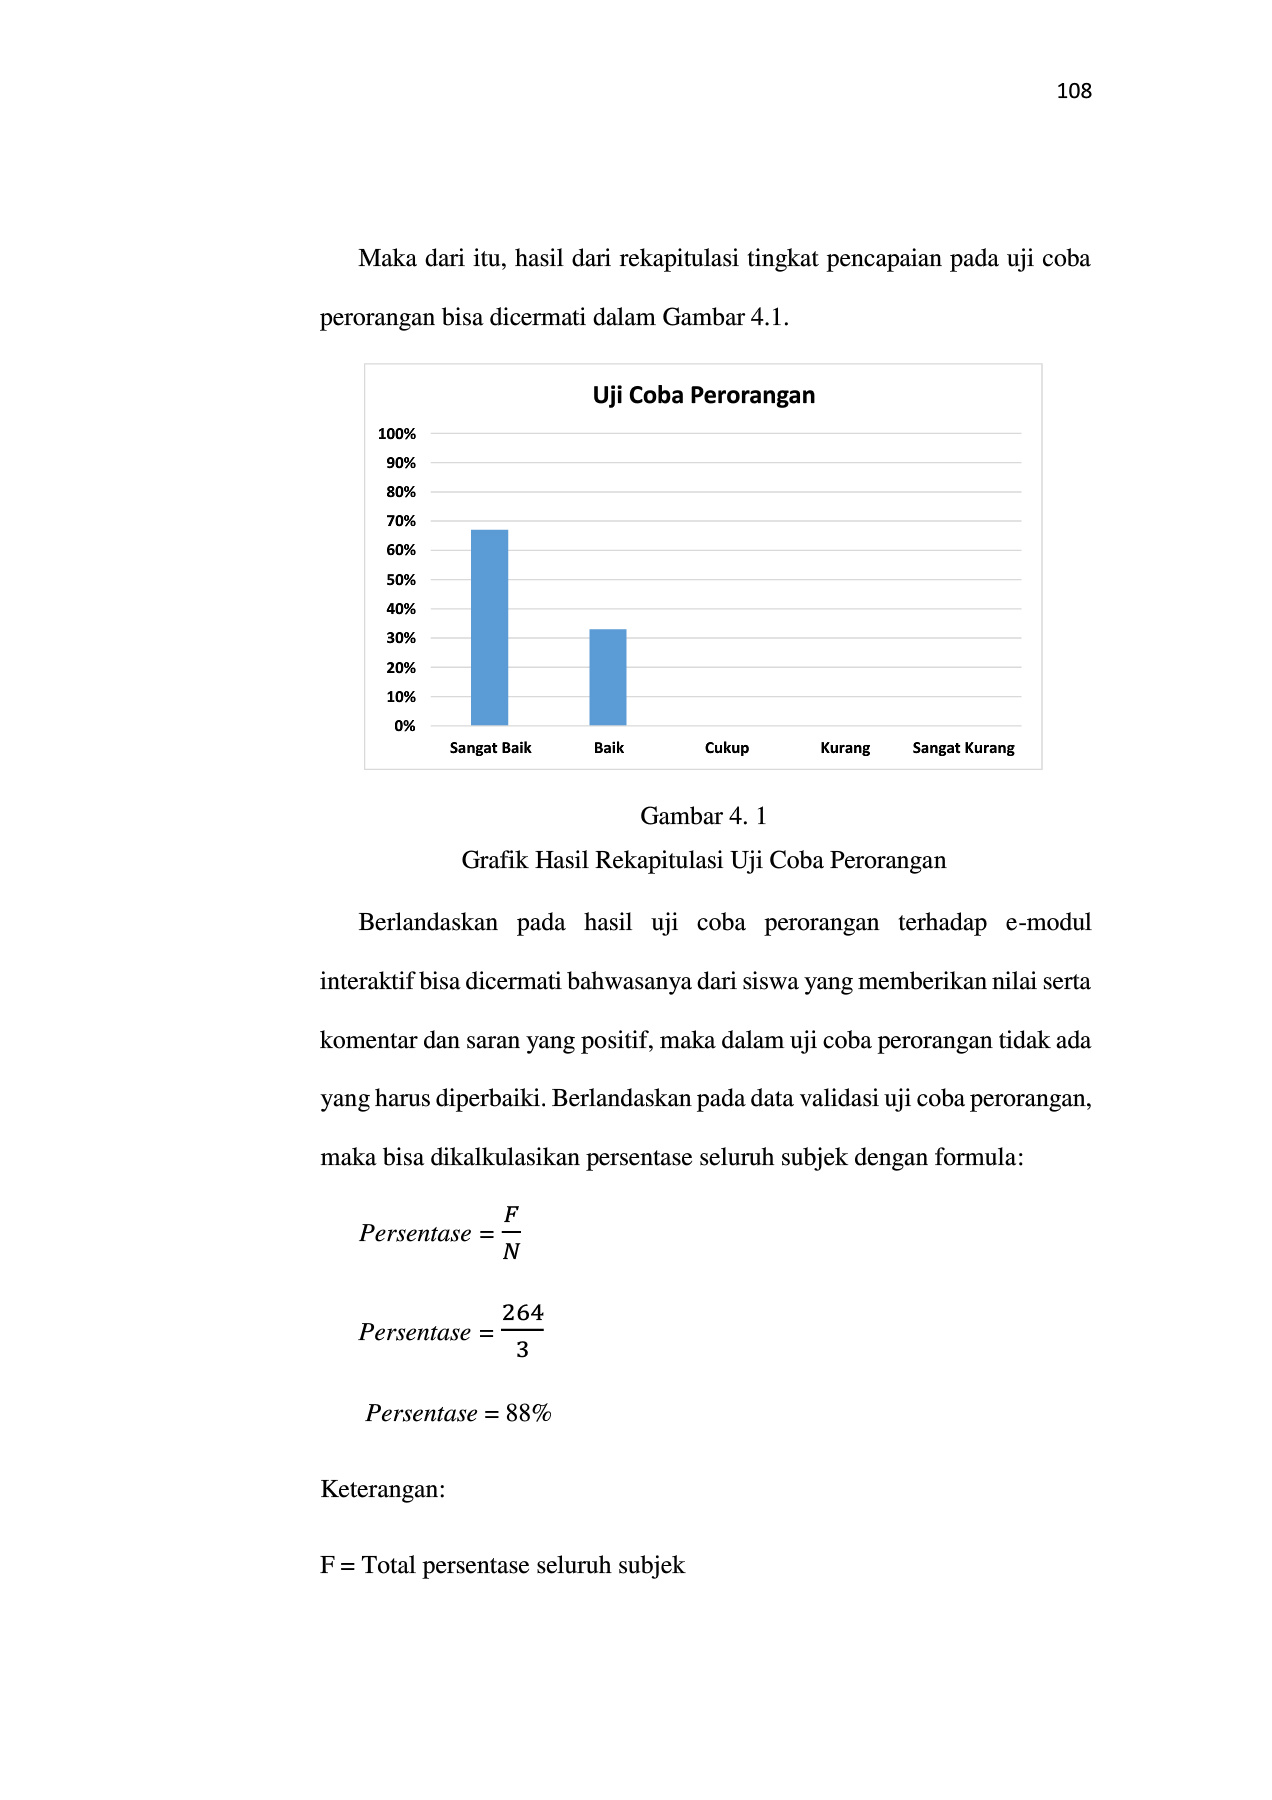 108
Maka dari itu, hasil dari rekapitulasi tingkat pencapaian pada uji coba
perorangan bisa dicermati dalam Gambar 4.1.
Uji Coba Perorangan
100%
90%
80%
70%
60%
50%
40%
30%
20%
10%
0%
Sangat Baik Baik Cukup Kurang Sangat Kurang
Gambar 4. 1
Grafik Hasil Rekapitulasi Uji Coba Perorangan
Berlandaskan pada hasil uji coba perorangan terhadap e-modul
interaktif bisa dicermati bahwasanya dari siswa yang memberikan nilai serta
komentar dan saran yang positif, maka dalam uji coba perorangan tidak ada
yang harus diperbaiki. Berlandaskan pada data validasi uji coba perorangan,
maka bisa dikalkulasikan persentase seluruh subjek dengan formula:
Persentase = F/N
Persentase = 264/3
Persentase = 88%
Keterangan:
F = Total persentase seluruh subjek